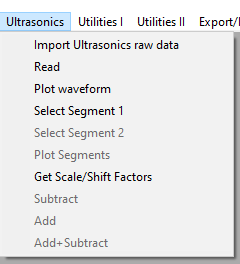 Ultrasonics Utilities I Utilities II Export/
Import Ultrasonics raw data
Read
Plot waveform
Select Segment 1
Select Segment 2
Plot Segments
Get Scale/Shift Factors
Subtract
Add
Add+Subtract